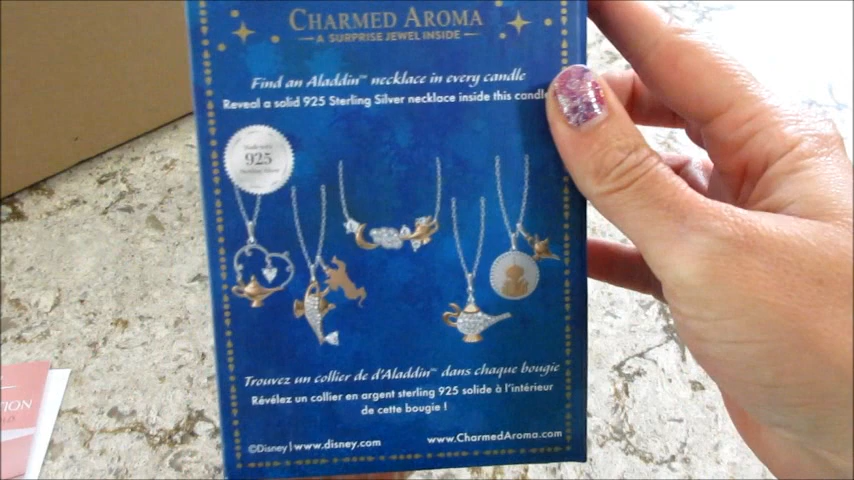 CHARMED AROMA
A SURPRISE JEWEL INSIDE
Find an Aladdin™ necklace in every candle
Reveal a solid 925 Sterling Silver necklace inside this candle
925
Trouvez un collier de d'Aladdin™ dans chaque bougie
Révélez un collier en argent sterling 925 solide à l'intérieur
de cette bougie !
©Disney | www.disney.com
www.CharmedAroma.com
TION